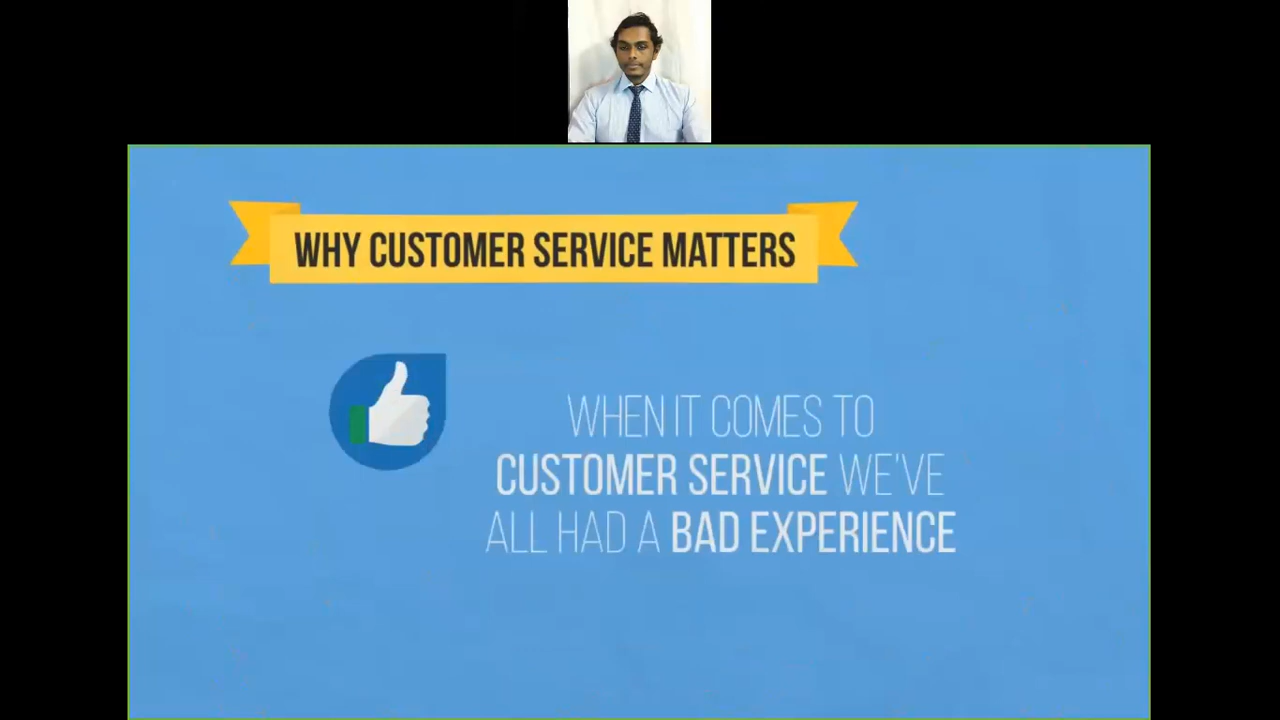 WHY CUSTOMER SERVICE MATTERS
WHEN IT COMES TO
CUSTOMER SERVICE WE'VE
ALL HAD A BAD EXPERIENCE